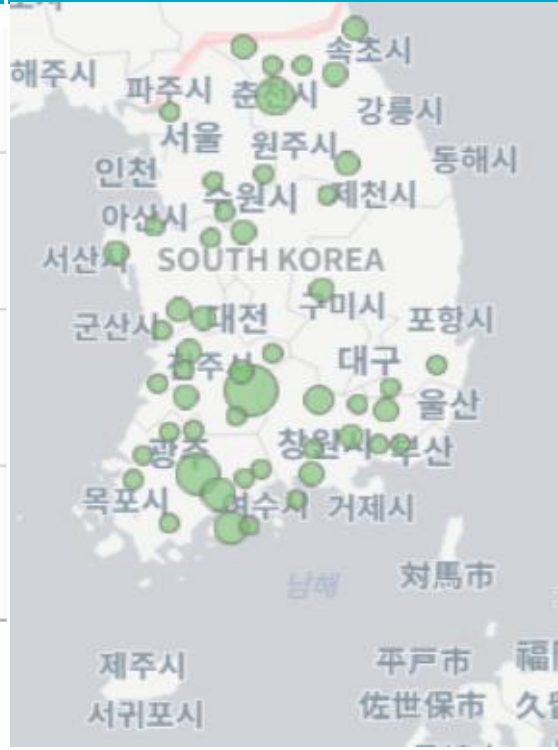 해주시
속초시
파주시
춘천시
강릉시
서울
원주시
동해시
인천
수원시
제천시
아산시
서산시
SOUTH KOREA
구미시
군산시
대전
포항시
전주시
대구
울산
광주
창원시
부산
목포시
여수시
거제시
남해
対馬市
제주시
平戸市
福
서귀포시
佐世保市
久留